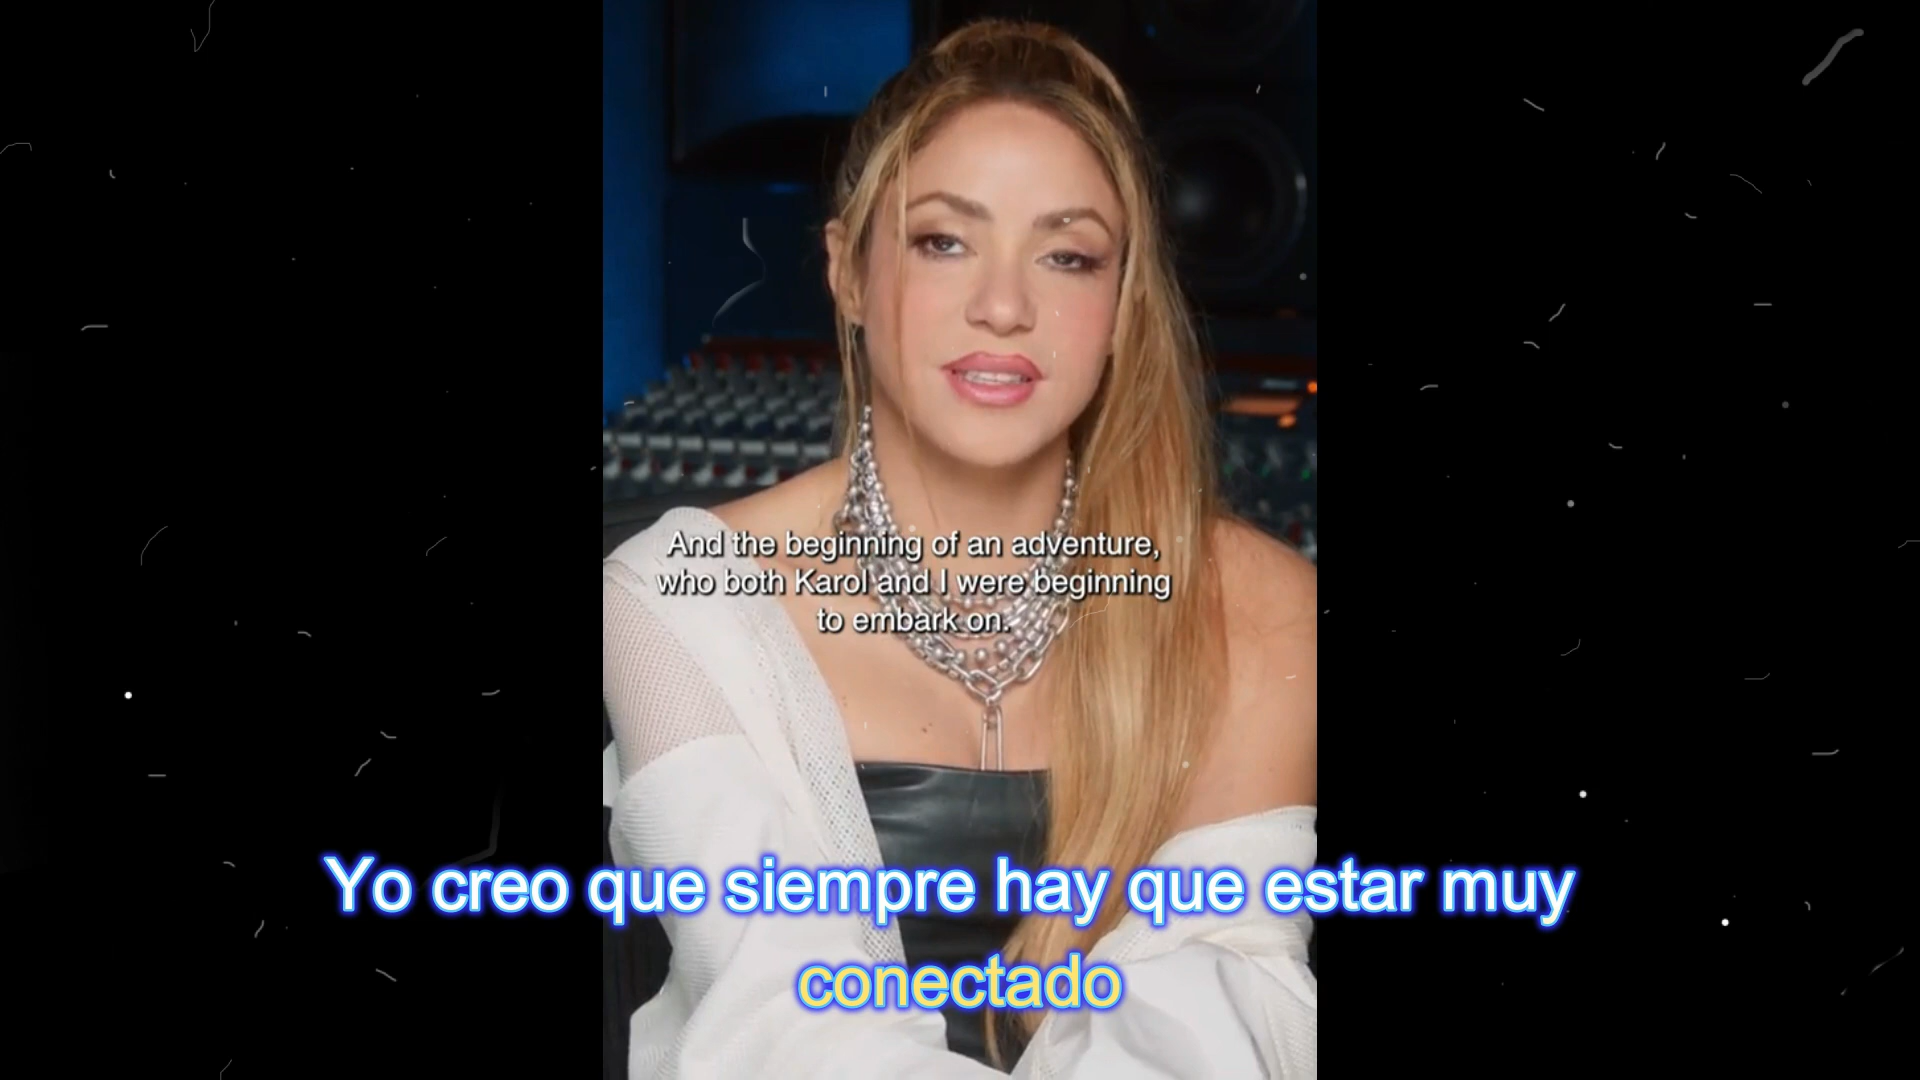 And the beginning of an adventure,
who both Karol and I were beginning
to embark on.
Yo creo que siempre hay que estar muy
conectado